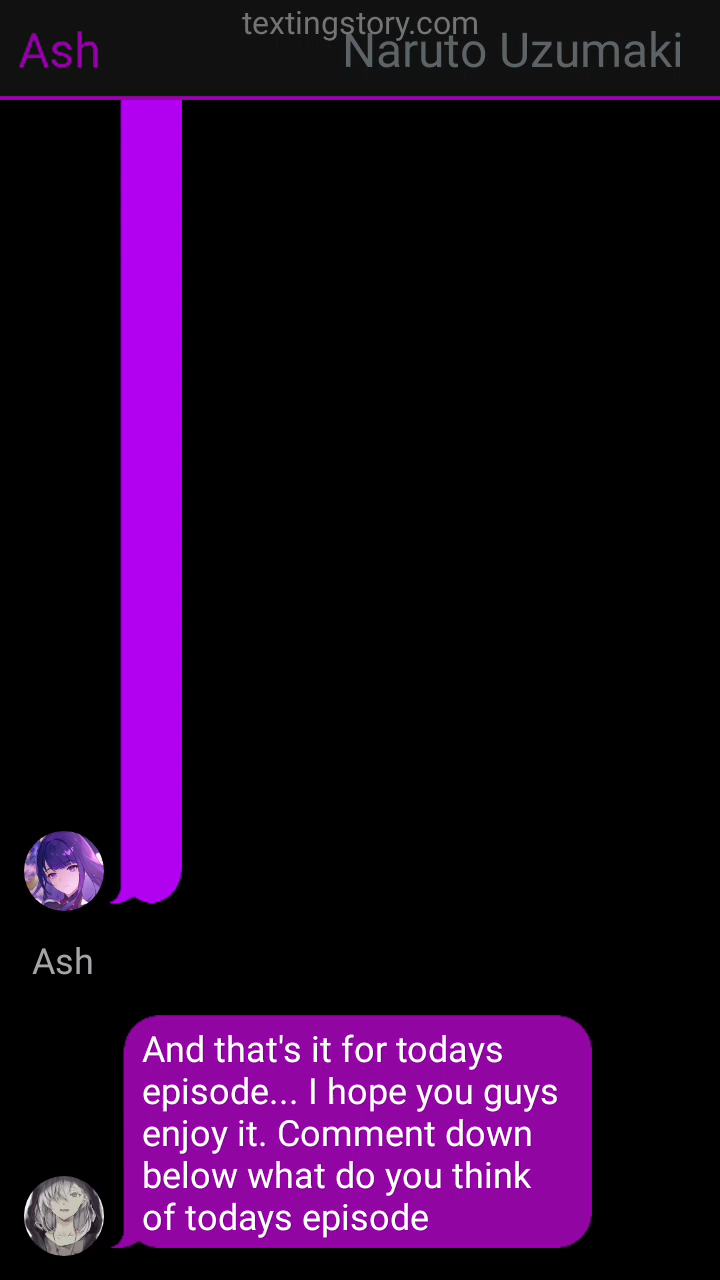 textingstory.com
Ash
Naruto Uzumaki
Ash
And that's it for todays
episode... I hope you guys
enjoy it. Comment down
below what do you think
of todays episode